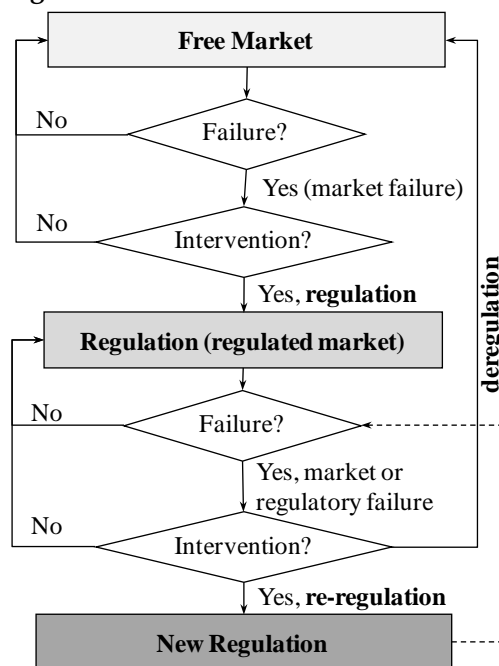 Free Market
No
Failure?
Yes (market failure)
No
Intervention?
Yes, regulation
deregulation
Regulation (regulated market)
No
Failure?
Yes, market or
regulatory failure
No
Intervention?
Yes, re-regulation
New Regulation